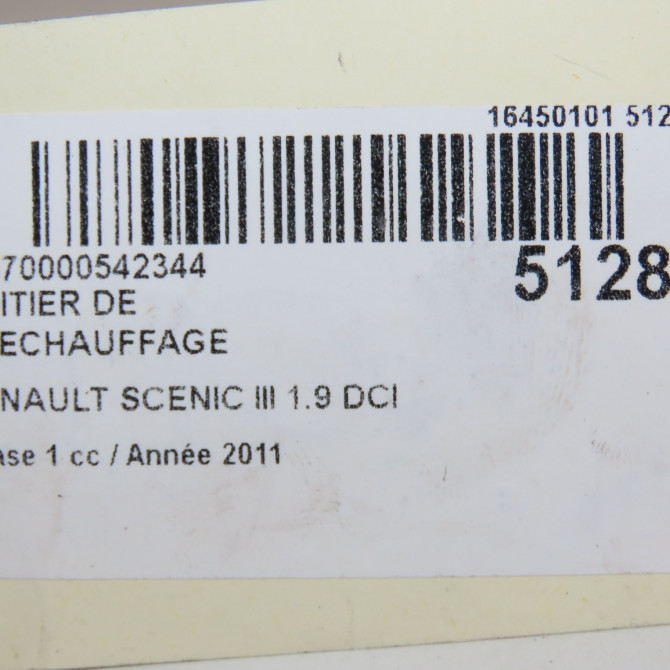 16450101 512
70000542344
5128
ITIER DE
ECHAUFFAGE
NAULT SCENIC III 1.9 DCI
ase 1 cc / Année 2011